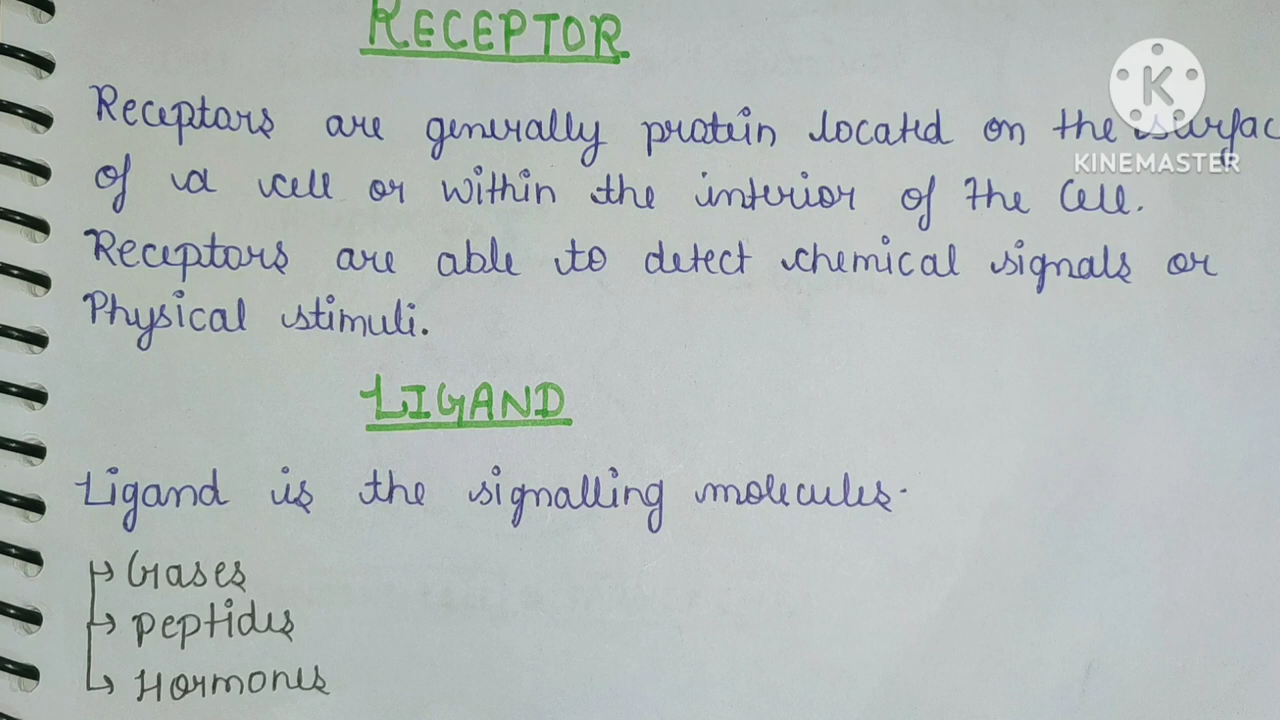 RECEPTOR
Receptors are generally protein located on the surfac
KINEMASTER
of a cell or within the interior of the cell.
Receptors are able to detect chemical signals or
Physical stimuli.
LIGAND
Ligand is the signalling molecules.
→ Gases
→ Peptides
→ Hormones